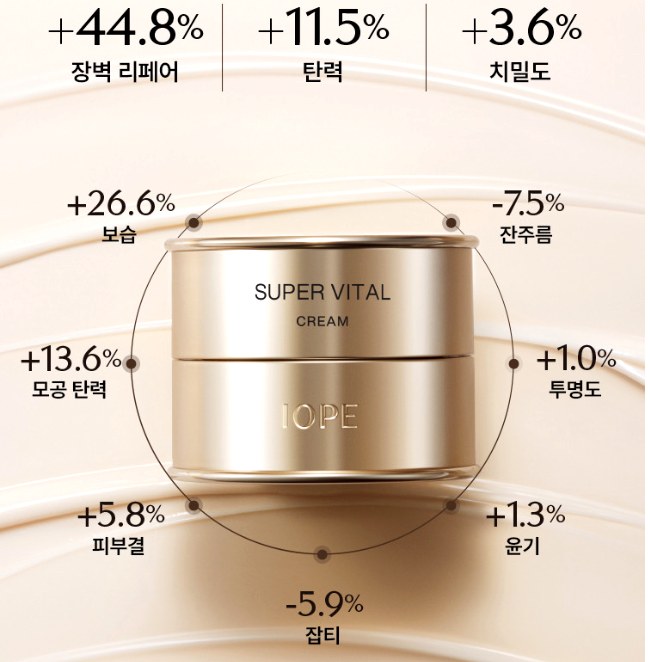 +44.8%
장벽 리페어
+11.5%
탄력
+3.6%
치밀도
+26.6%
보습
-7.5%
잔주름
SUPER VITAL
CREAM
+13.6%
모공 탄력
+1.0%
투명도
IOPE
+5.8%
피부결
+1.3%
윤기
-5.9%
잡티